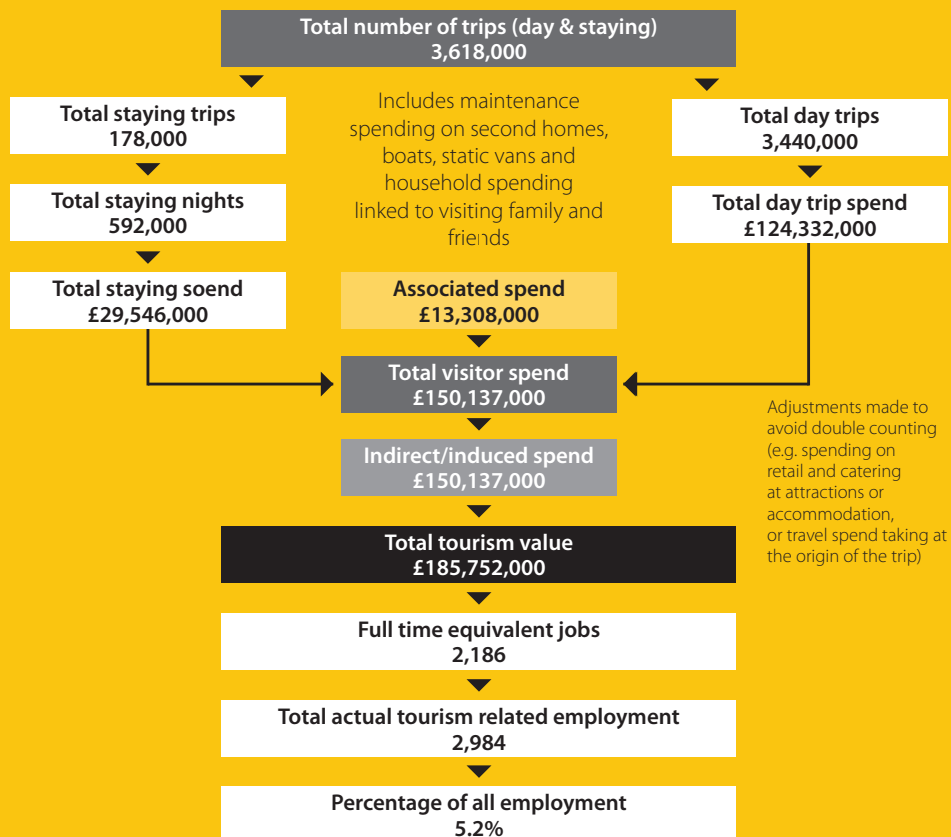 Total number of trips (day & staying)
3,618,000
Total staying trips
178,000
Total staying nights
592,000
Total staying soend
£29,546,000
Includes maintenance
spending on second homes,
boats, static vans and
household spending
linked to visiting family and
friends
Total day trips
3,440,000
Total day trip spend
£124,332,000
Associated spend
£13,308,000
Total visitor spend
£150,137,000
Adjustments made to
avoid double counting
(e.g. spending on
retail and catering
at attractions or
accommodation,
or travel spend taking at
the origin of the trip)
Indirect/induced spend
£150,137,000
Total tourism value
£185,752,000
Full time equivalent jobs
2,186
Total actual tourism related employment
2,984
Percentage of all employment
5.2%